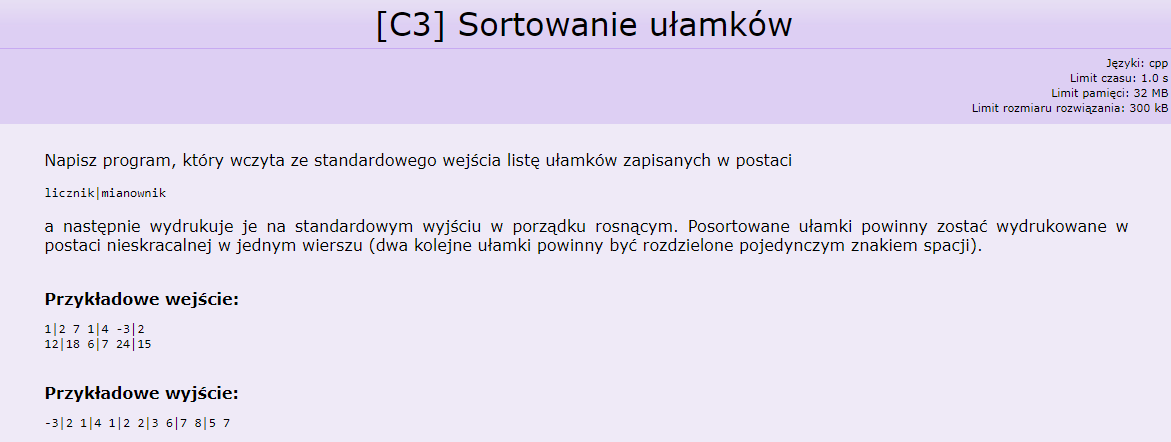 [C3] Sortowanie ułamków
Języki: cpp
Limit czasu: 1.0 s
Limit pamięci: 32 MB
Limit rozmiaru rozwiązania: 300 kB
Napisz program, który wczyta ze standardowego wejścia listę ułamków zapisanych w postaci
licznik|mianownik
a następnie wydrukuje je na standardowym wyjściu w porządku rosnącym. Posortowane ułamki powinny zostać wydrukowane w
postaci nieskracalnej w jednym wierszu (dwa kolejne ułamki powinny być rozdzielone pojedynczym znakiem spacji).
Przykładowe wejście:
1|2 7 1|4 -3|2
12|18 6|7 24|15
Przykładowe wyjście:
-3|2 1|4 1|2 2|3 6|7 8|5 7